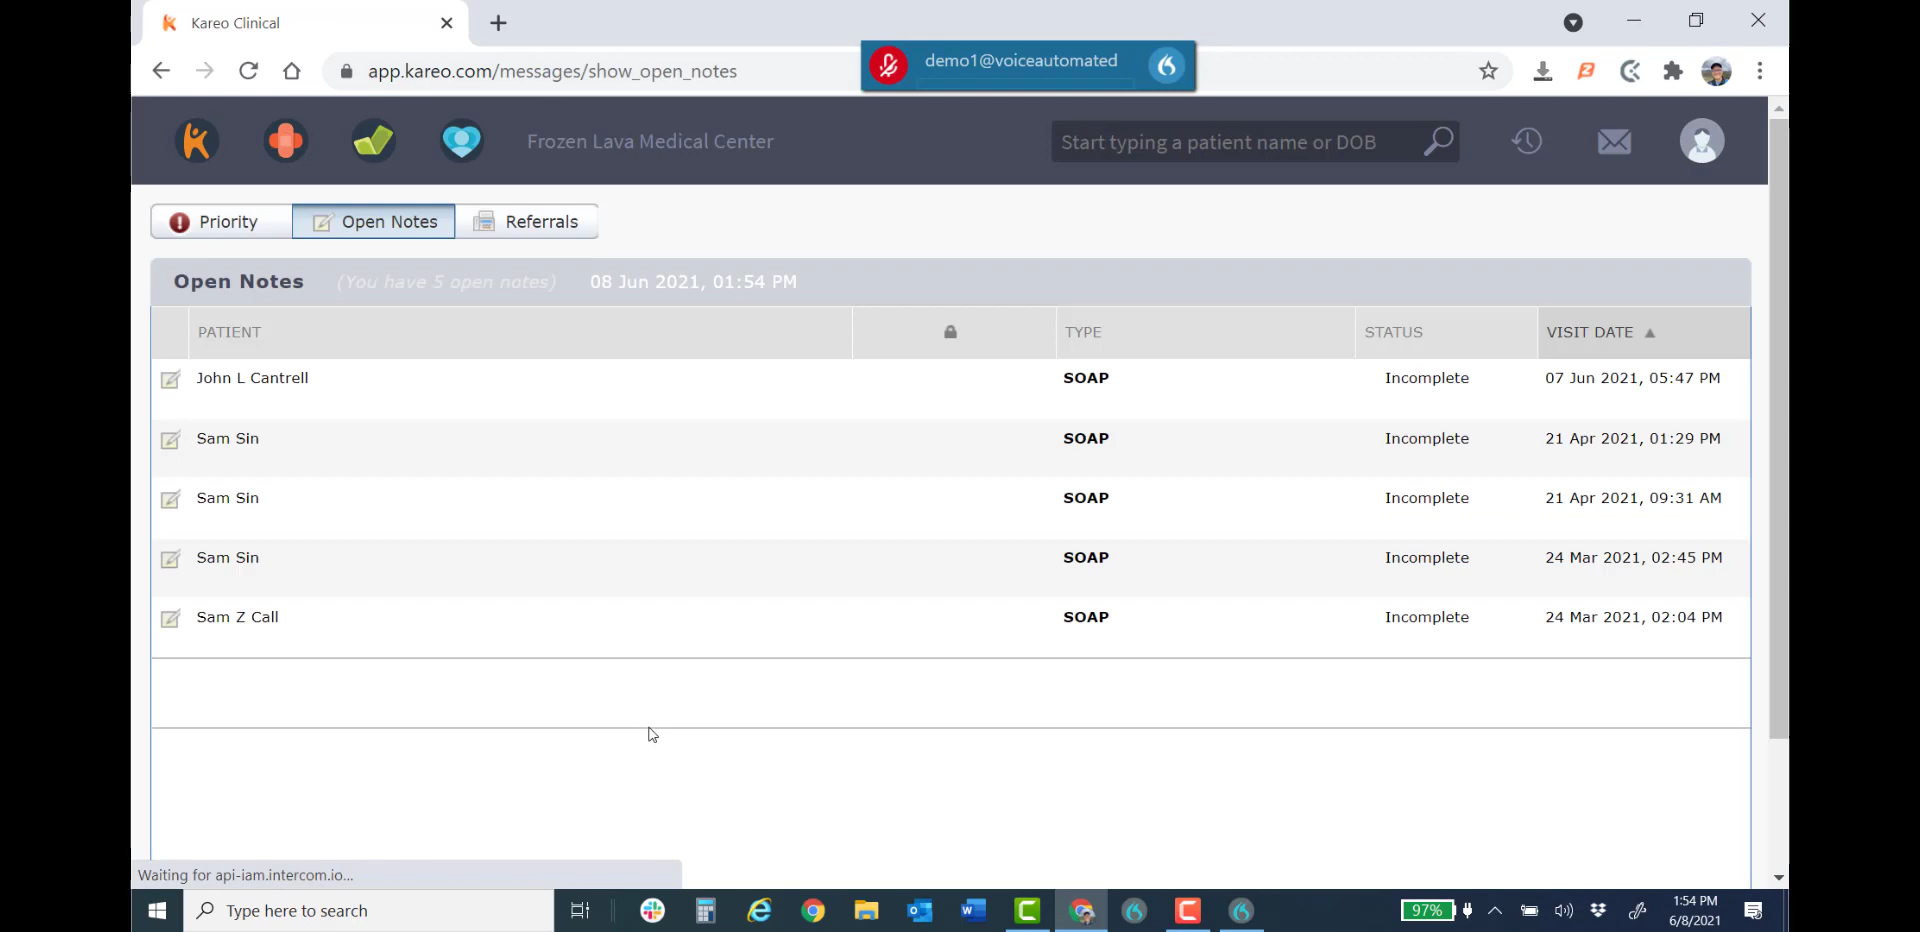 Kareo Clinical
app.kareo.com/messages/show_open_notes
demo1@voiceautomated
Frozen Lava Medical Center
Start typing a patient name or DOB
Priority
Open Notes
Referrals
Open Notes (You have 5 open notes) 08 Jun 2021, 01:54 PM
PATIENT TYPE STATUS VISIT DATE
John L Cantrell SOAP Incomplete 07 Jun 2021, 05:47 PM
Sam Sin SOAP Incomplete 21 Apr 2021, 01:29 PM
Sam Sin SOAP Incomplete 21 Apr 2021, 09:31 AM
Sam Sin SOAP Incomplete 24 Mar 2021, 02:45 PM
Sam Z Call SOAP Incomplete 24 Mar 2021, 02:04 PM
Waiting for api-iam.intercom.io...
Type here to search
97%
1:54 PM
6/8/2021